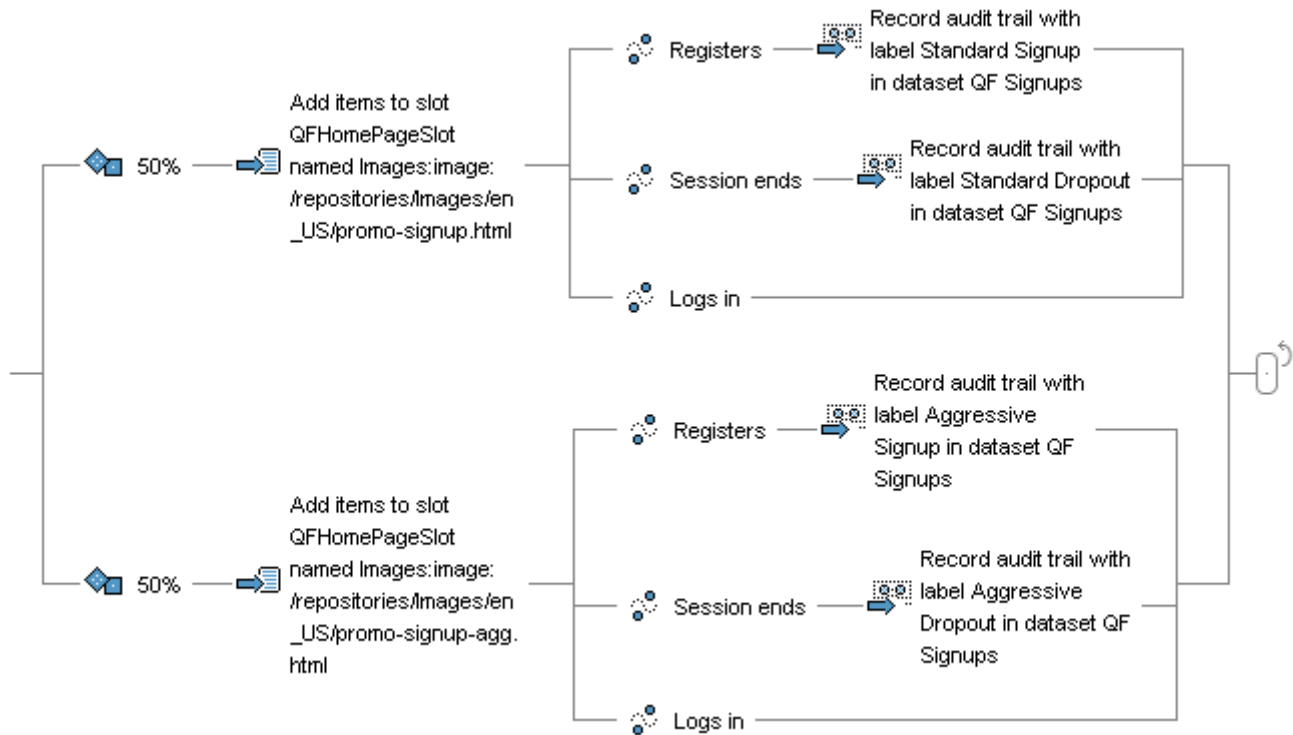 Registers
Record audit trail with
label Standard Signup
in dataset QF Signups
50%
Add items to slot
QFHomePageSlot
named Images:image:
/repositories/Images/en
_US/promo-signup.html
Session ends
Record audit trail with
label Standard Dropout
in dataset QF Signups
Logs in
Registers
Record audit trail with
label Aggressive
Signup in dataset QF
Signups
50%
Add items to slot
QFHomePageSlot
named Images:image:
/repositories/Images/en
_US/promo-signup-agg.
html
Session ends
Record audit trail with
label Aggressive
Dropout in dataset QF
Signups
Logs in